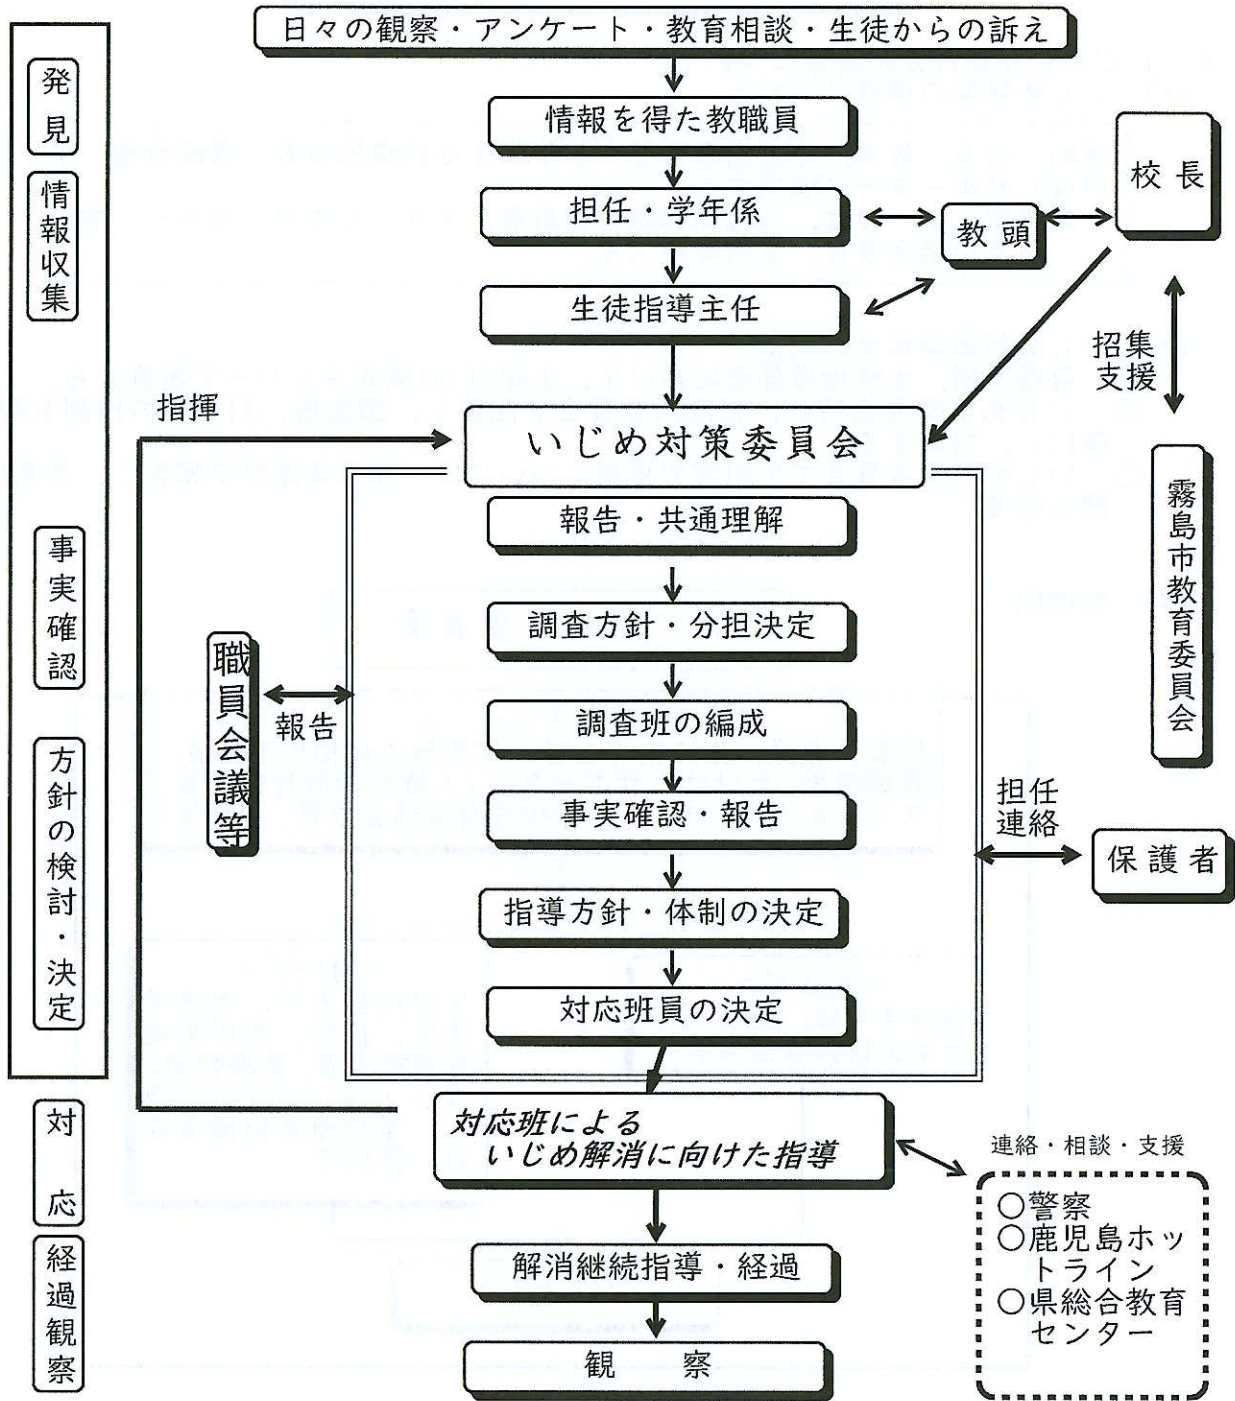 日々の観察・アンケート・教育相談・生徒からの訴え
発見
情報を得た教職員
校長
情報収集
担任・学年係
教頭
生徒指導主任
招集
支援
指揮
いじめ対策委員会
報告・共通理解
霧島市教育委員会
事実確認
調査方針・分担決定
職員会議等
報告
調査班の編成
方針の検討・決定
事実確認・報告
担任
連絡
保護者
指導方針・体制の決定
対応班員の決定
対応
対応班による
いじめ解消に向けた指導
連絡・相談・支援
○警察
○鹿児島ホッ
トライン
○県総合教育
センター
経過観察
解消継続指導・経過
観　　察